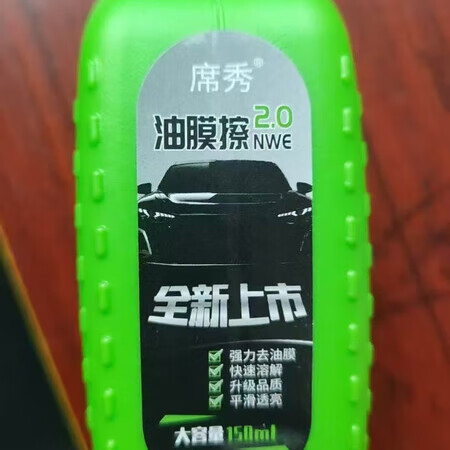 席秀®
油膜擦2.0
NWE
全新上市
强力去油膜
快速溶解
升级品质
平滑透亮
大容量150ml